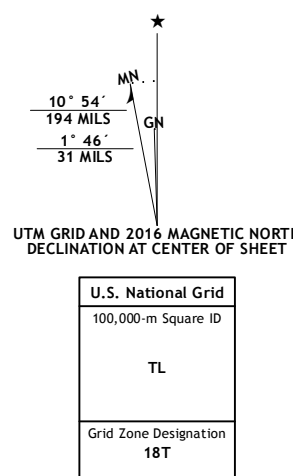 ★
MN
10° 54´
194 MILS
GN
1° 46´
31 MILS
UTM GRID AND 2016 MAGNETIC NORTH
DECLINATION AT CENTER OF SHEET
U.S. National Grid
100,000-m Square ID
TL
Grid Zone Designation
18T